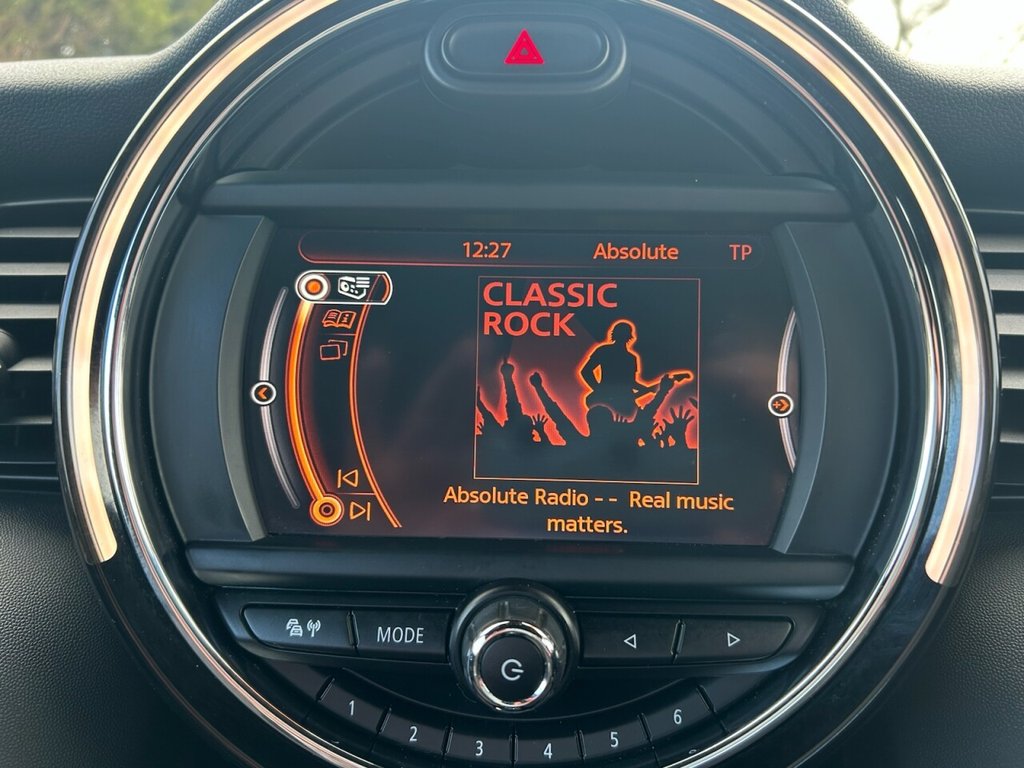 12:27 Absolute TP
CLASSIC
ROCK
Absolute Radio - - Real music
matters.
MODE
1 2 3 4 5 6